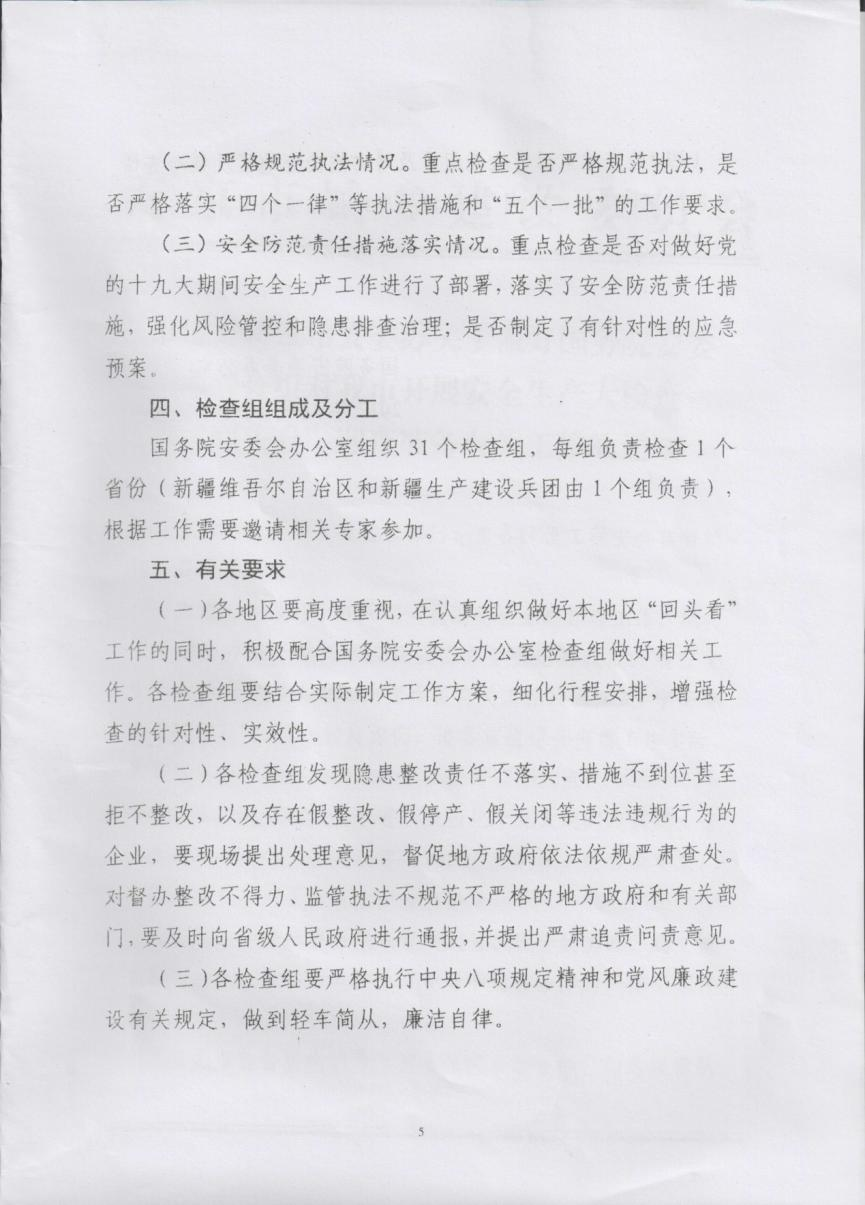 （二）严格规范执法情况。重点检查是否严格规范执法，是
否严格落实“四个一律”等执法措施和“五个一批”的工作要求。
（三）安全防范责任措施落实情况。重点检查是否对做好党
的十九大期间安全生产工作进行了部署，落实了安全防范责任措
施，强化风险管控和隐患排查治理；是否制定了有针对性的应急
预案。
四、检查组组成及分工
国务院安委会办公室组织 31 个检查组，每组负责检查 1 个
省份（新疆维吾尔自治区和新疆生产建设兵团由 1 个组负责），
根据工作需要邀请相关专家参加。
五、有关要求
（一）各地区要高度重视，在认真组织做好本地区“回头看”
工作的同时，积极配合国务院安委会办公室检查组做好相关工
作。各检查组要结合实际制定工作方案，细化行程安排，增强检
查的针对性、实效性。
（二）各检查组发现隐患整改责任不落实、措施不到位甚至
拒不整改，以及存在假整改、假停产、假关闭等违法违规行为的
企业，要现场提出处理意见，督促地方政府依法依规严肃查处。
对督办整改不得力、监管执法不规范不严格的地方政府和有关部
门，要及时向省级人民政府进行通报，并提出严肃追责问责意见。
（三）各检查组要严格执行中央八项规定精神和党风廉政建
设有关规定，做到轻车简从，廉洁自律。
5